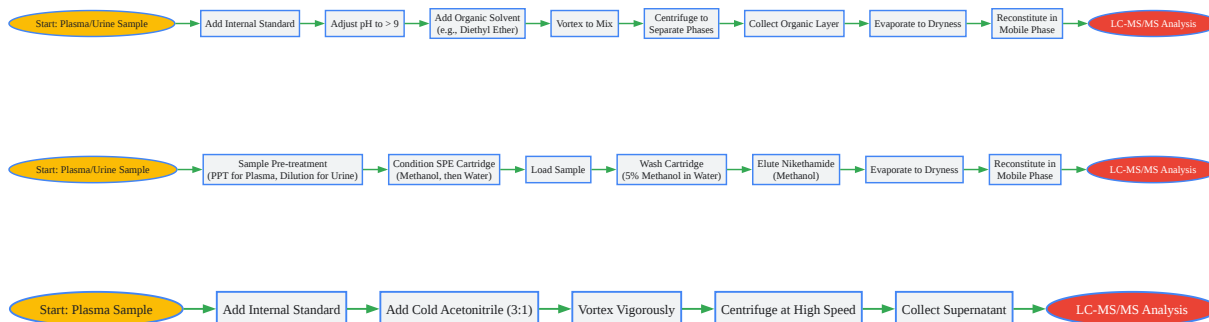 Start: Plasma/Urine Sample
Add Internal Standard
Adjust pH to > 9
Add Organic Solvent
(e.g., Diethyl Ether)
Vortex to Mix
Centrifuge to
Separate Phases
Collect Organic Layer
Evaporate to Dryness
Reconstitute in
Mobile Phase
LC-MS/MS Analysis
Start: Plasma/Urine Sample
Sample Pre-treatment
(PPT for Plasma, Dilution for Urine)
Condition SPE Cartridge
(Methanol, then Water)
Load Sample
Wash Cartridge
(5% Methanol in Water)
Elute Nikethamide
(Methanol)
Evaporate to Dryness
Reconstitute in
Mobile Phase
LC-MS/MS Analysis
Start: Plasma Sample
Add Internal Standard
Add Cold Acetonitrile (3:1)
Vortex Vigorously
Centrifuge at High Speed
Collect Supernatant
LC-MS/MS Analysis